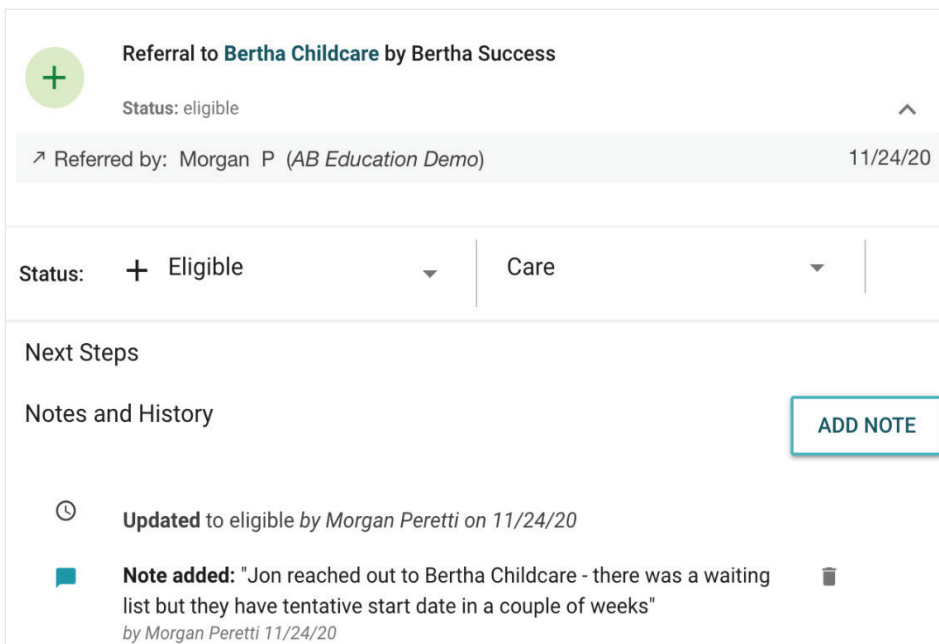 Referral to Bertha Childcare by Bertha Success
Status: eligible
Referred by: Morgan P (AB Education Demo) 11/24/20
Status: + Eligible Care
Next Steps
Notes and History
ADD NOTE
Updated to eligible by Morgan Peretti on 11/24/20
Note added: "Jon reached out to Bertha Childcare - there was a waiting
list but they have tentative start date in a couple of weeks"
by Morgan Peretti 11/24/20